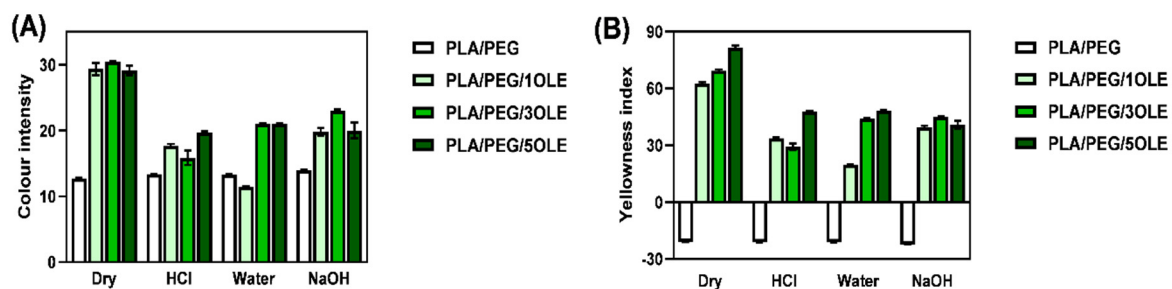 (A)
Colour intensity
30
20
10
0
Dry HCl Water NaOH
PLA/PEG
PLA/PEG/1OLE
PLA/PEG/3OLE
PLA/PEG/5OLE
(B)
Yellowness index
90
60
30
0
-30
Dry HCl Water NaOH
PLA/PEG
PLA/PEG/1OLE
PLA/PEG/3OLE
PLA/PEG/5OLE